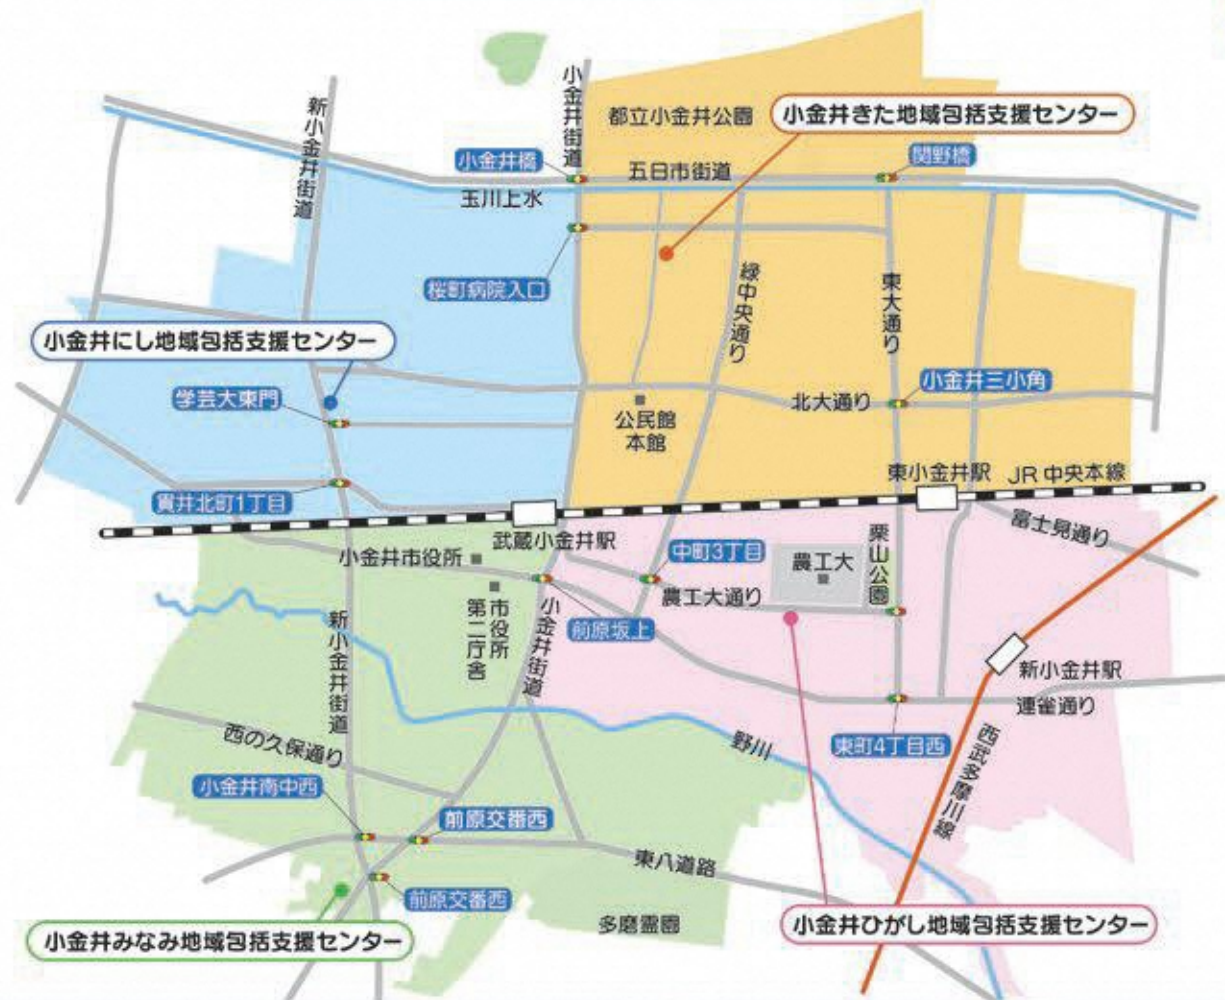 小金井街道
新小金井街道
都立小金井公園
小金井きた地域包括支援センター
小金井橋
五日市街道
関野橋
玉川上水
桜町病院入口
緑中央通り
東大通り
小金井にし地域包括支援センター
学芸大東門
公民館
本館
北大通り
小金井三小角
貫井北町1丁目
東小金井駅
JR中央本線
武蔵小金井駅
小金井市役所
中町3丁目
農工大
栗山公園
富士見通り
農工大通り
市役所
第二庁舎
小金井街道
前原坂上
新小金井街道
新小金井駅
連雀通り
西の久保通り
野川
東町4丁目西
西武多摩川線
小金井南中西
前原交番西
東八道路
前原交番西
多磨霊園
小金井みなみ地域包括支援センター
小金井ひがし地域包括支援センター